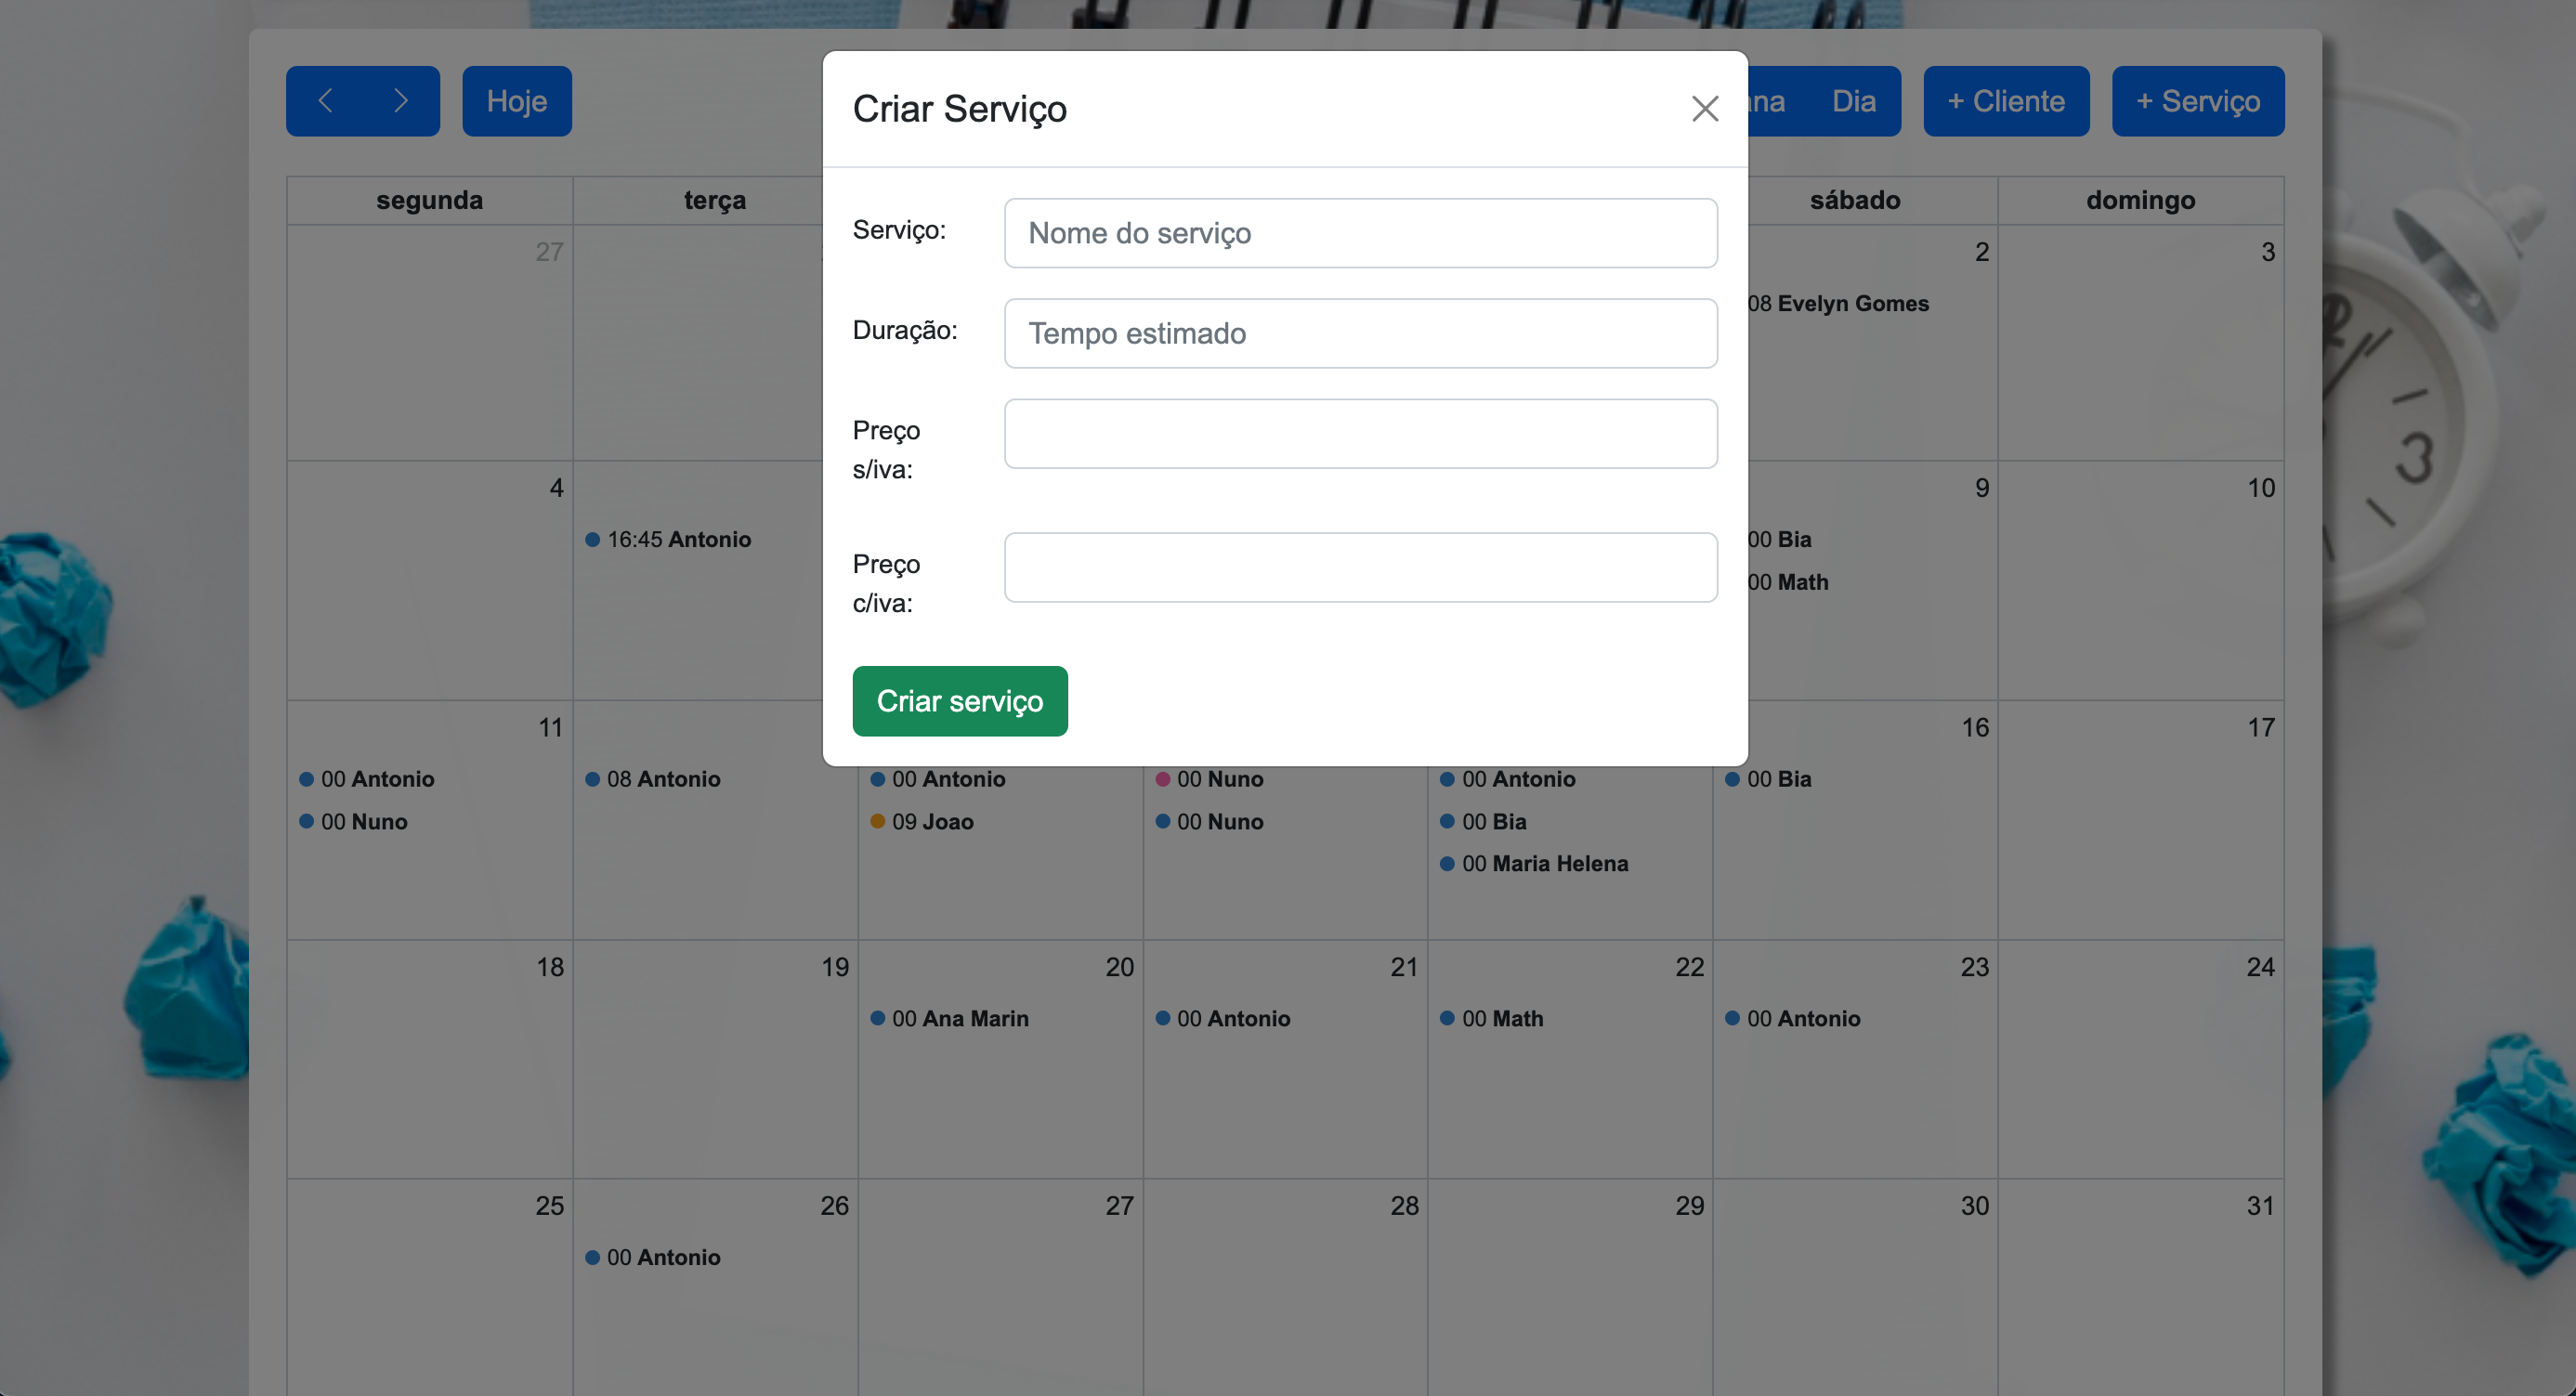 Hoje
Dia
+ Cliente
+ Serviço
Criar Serviço
Serviço:
Nome do serviço
Duração:
Tempo estimado
Preço
s/iva:
Preço
c/iva:
Criar serviço
segunda
terça
sábado
domingo
27
2
3
08 Evelyn Gomes
4
9
10
16:45 Antonio
00 Bia
00 Math
11
16
17
00 Antonio
00 Nuno
08 Antonio
00 Antonio
09 Joao
00 Nuno
00 Nuno
00 Antonio
00 Bia
00 Maria Helena
00 Bia
18
19
20
21
22
23
24
00 Ana Marin
00 Antonio
00 Math
00 Antonio
25
26
27
28
29
30
31
00 Antonio
3